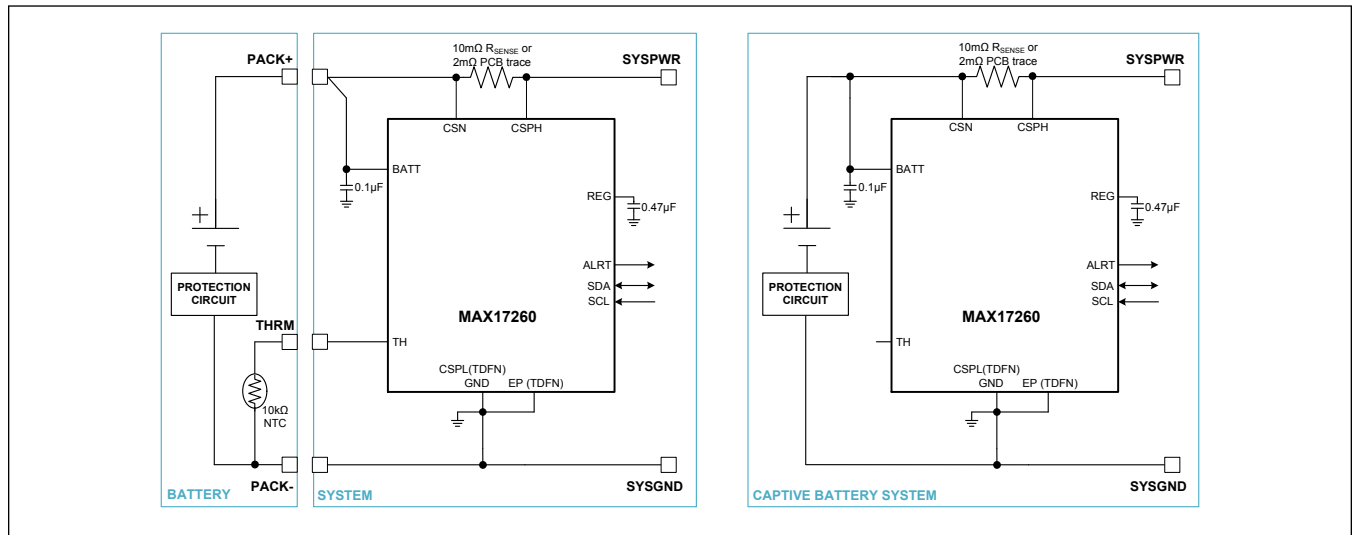 PACK+
10mΩ RSENSE or
2mΩ PCB trace
SYSPWR
CSN
CSPH
BATT
0.1µF
REG
0.47µF
+
PROTECTION
CIRCUIT
ALRT
SDA
SCL
MAX17260
THRM
TH
CSPL(TDFN)
GND
EP (TDFN)
10kΩ
NTC
BATTERY
PACK-
SYSTEM
SYSGND
10mΩ RSENSE or
2mΩ PCB trace
SYSPWR
CSN
CSPH
BATT
0.1µF
REG
0.47µF
+
PROTECTION
CIRCUIT
ALRT
SDA
SCL
MAX17260
TH
CSPL(TDFN)
GND
EP (TDFN)
CAPTIVE BATTERY SYSTEM
SYSGND